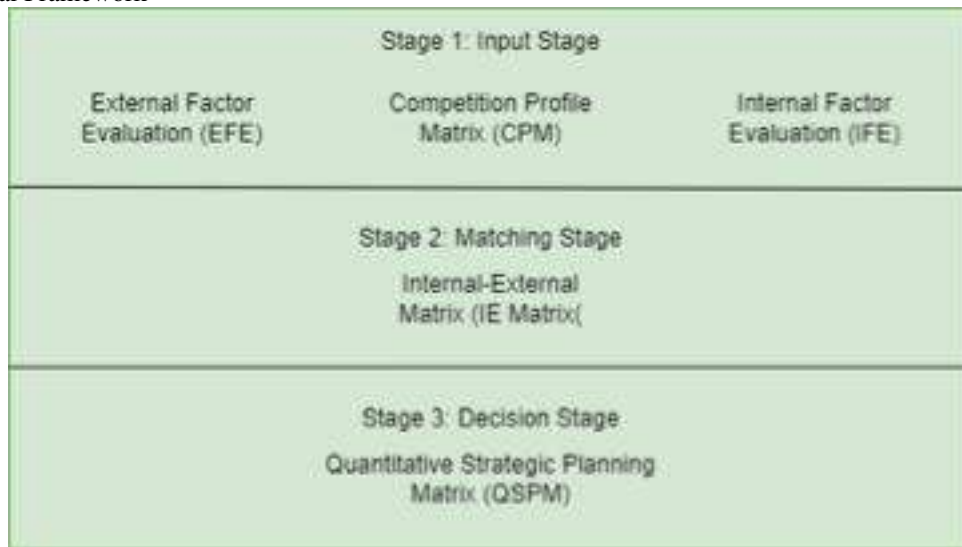 Stage 1: Input Stage
External Factor
Evaluation (EFE)
Competition Profile
Matrix (CPM)
Internal Factor
Evaluation (IFE)
Stage 2: Matching Stage
Internal-External
Matrix (IE Matrix(
Stage 3: Decision Stage
Quantitative Strategic Planning
Matrix (QSPM)